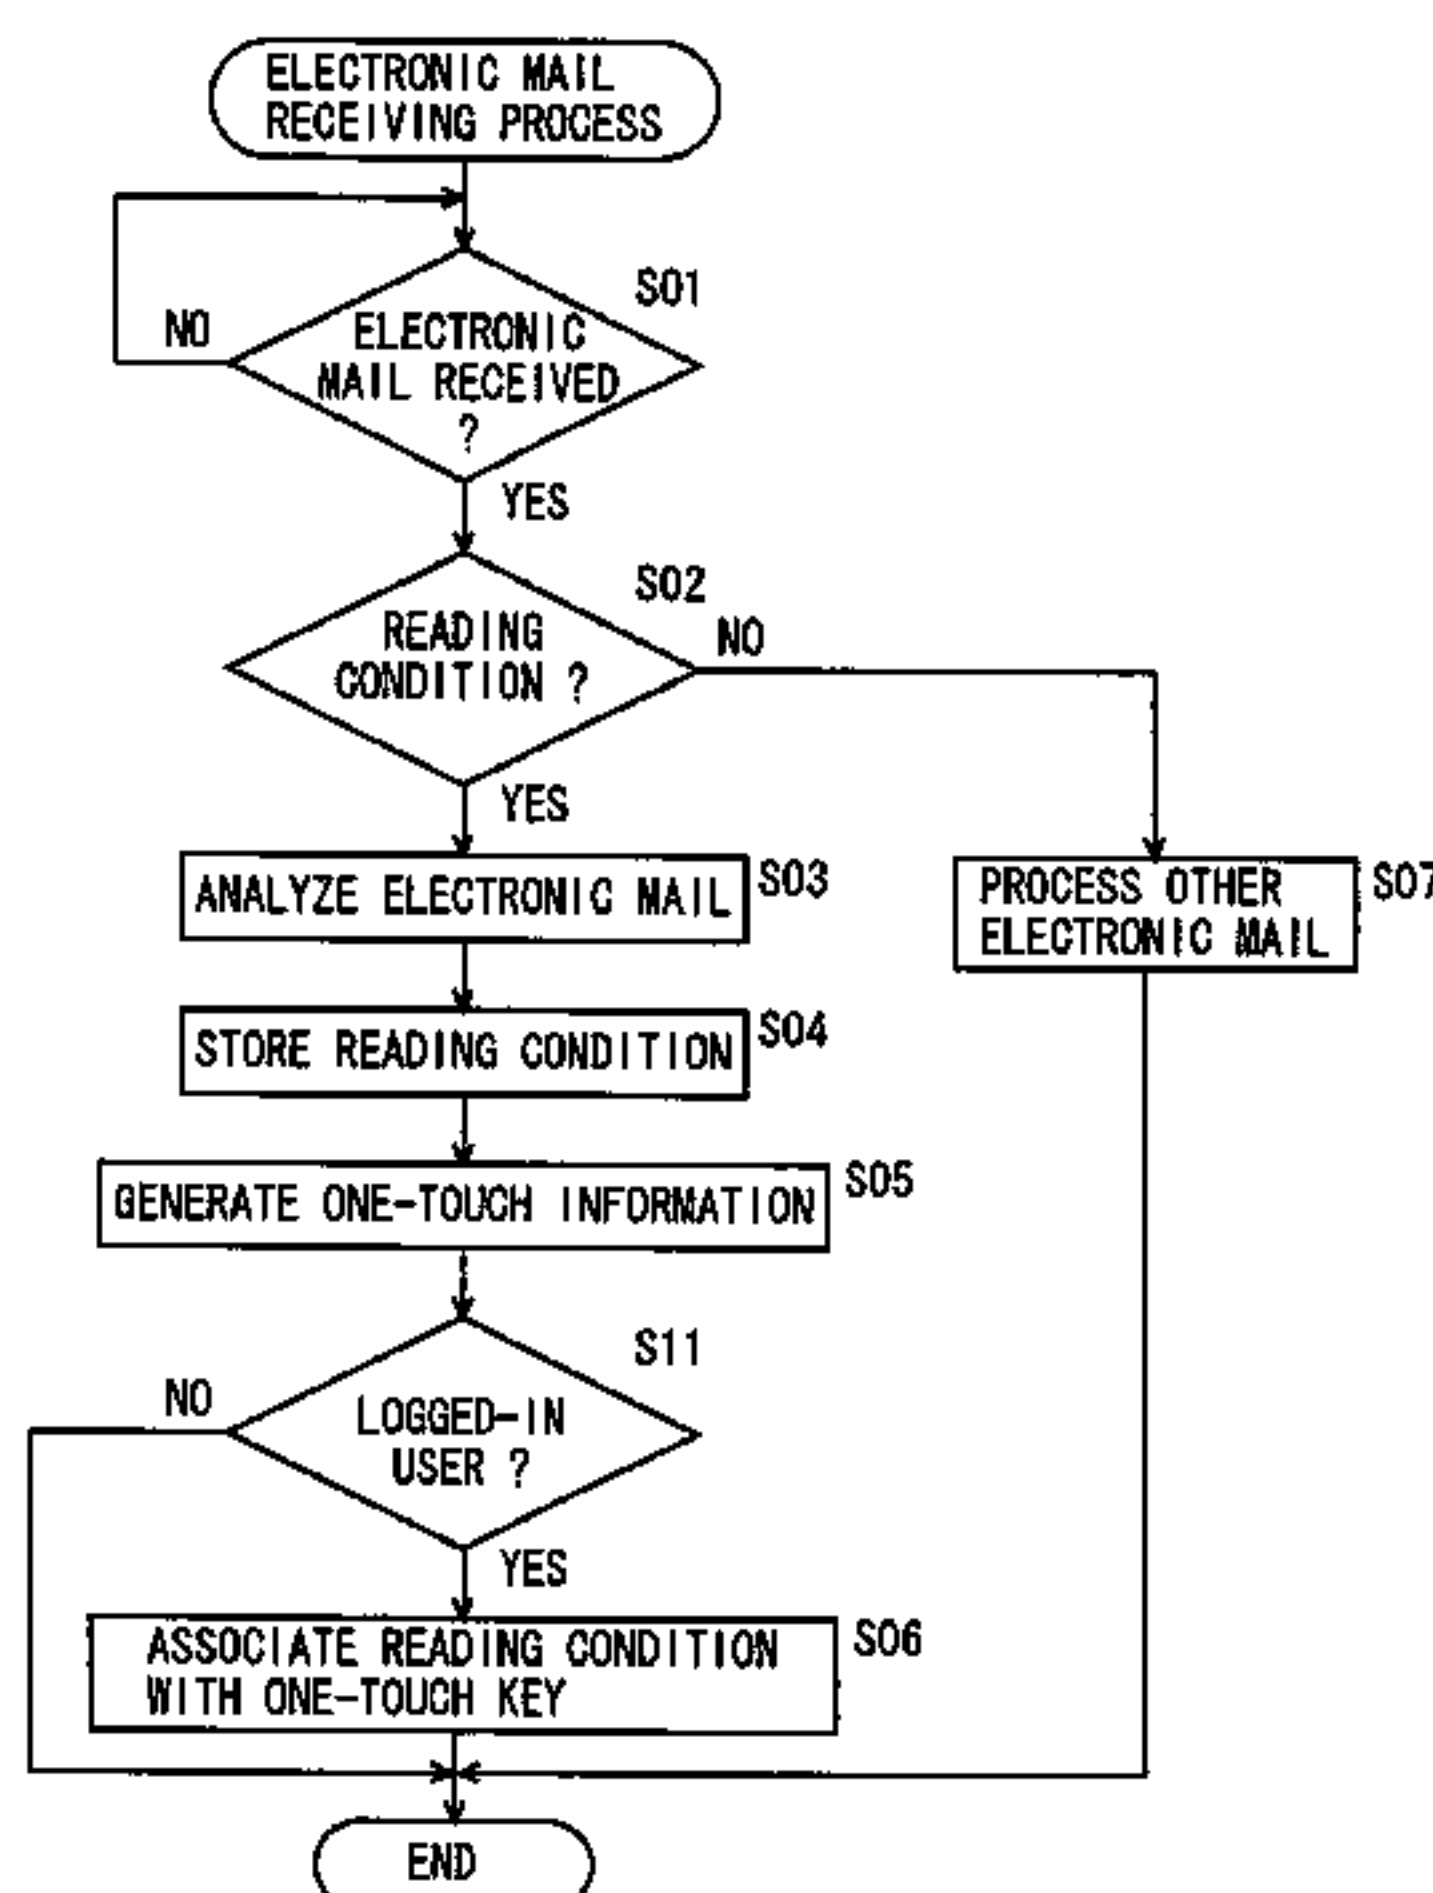 ELECTRONIC MAIL
RECEIVING PROCESS
S01
NO
ELECTRONIC
MAIL RECEIVED
?
YES
S02
READING
CONDITION ?
NO
YES
ANALYZE ELECTRONIC MAIL
S03
PROCESS OTHER
ELECTRONIC MAIL
S07
STORE READING CONDITION
S04
GENERATE ONE-TOUCH INFORMATION
S05
S11
NO
LOGGED-IN
USER ?
YES
ASSOCIATE READING CONDITION
WITH ONE-TOUCH KEY
S06
END